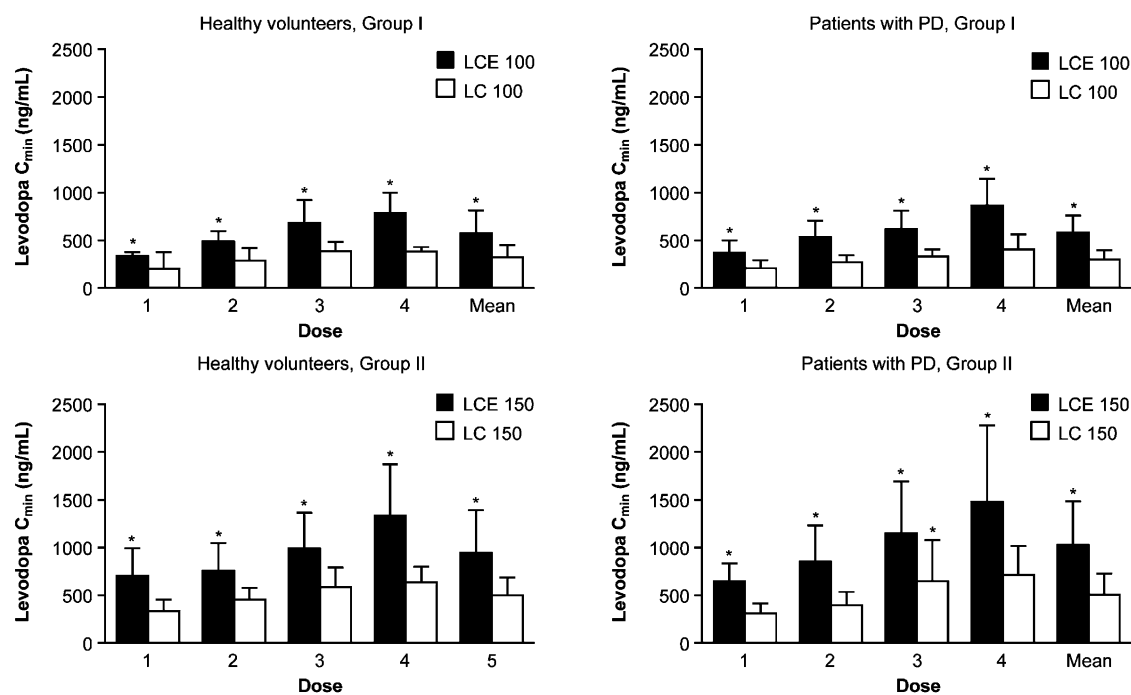 Healthy volunteers, Group I
2500
2000
1500
1000
500
0
Levodopa Cmin (ng/mL)
LCE 100
LC 100
*
*
*
*
*
1 2 3 4 Mean
Dose
Patients with PD, Group I
2500
2000
1500
1000
500
0
Levodopa Cmin (ng/mL)
LCE 100
LC 100
*
*
*
*
*
1 2 3 4 Mean
Dose
Healthy volunteers, Group II
2500
2000
1500
1000
500
0
Levodopa Cmin (ng/mL)
LCE 150
LC 150
*
*
*
*
*
1 2 3 4 5
Dose
Patients with PD, Group II
2500
2000
1500
1000
500
0
Levodopa Cmin (ng/mL)
LCE 150
LC 150
*
*
*
*
*
*
1 2 3 4 Mean
Dose